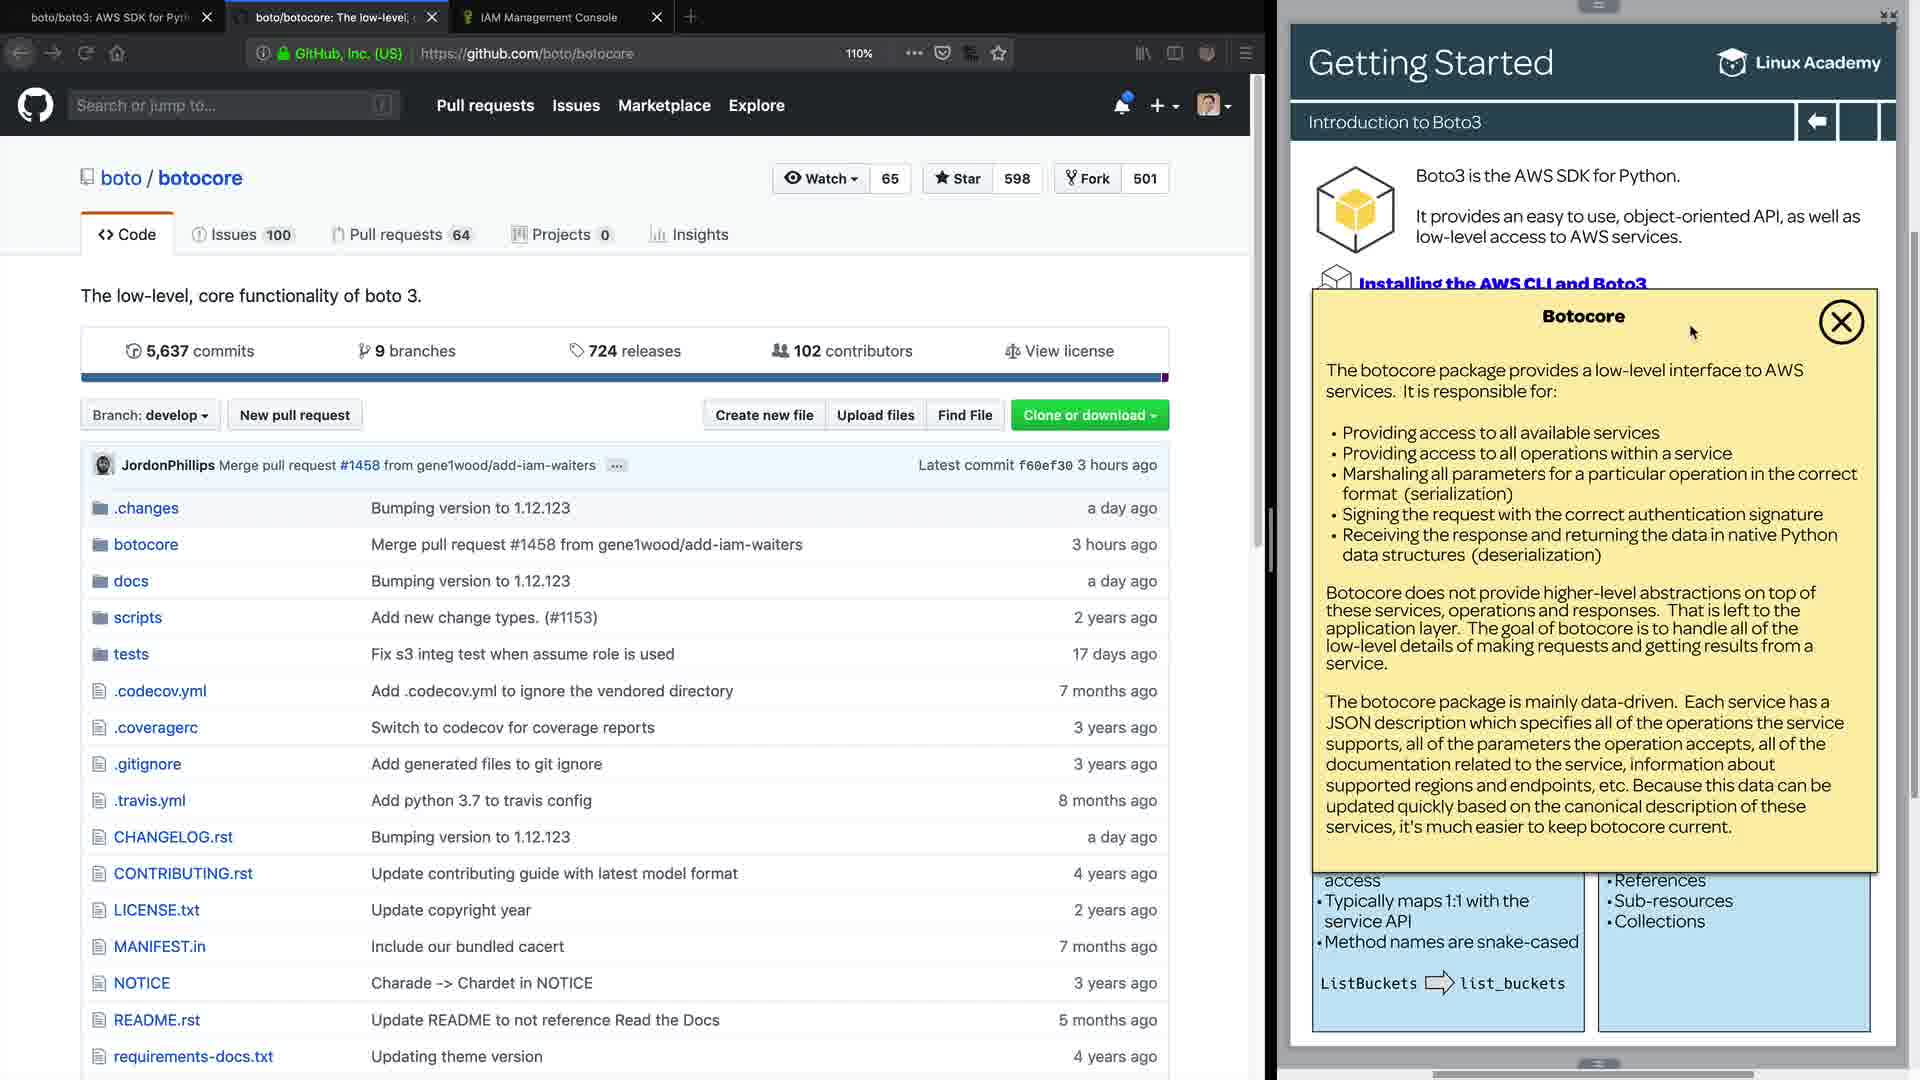 boto/boto3: AWS SDK for Pyth
boto/botocore: The low-level, c
IAM Management Console
GitHub, Inc. (US)
https://github.com/boto/botocore
110%
Search or jump to...
/
Pull requests
Issues
Marketplace
Explore
boto / botocore
Watch
65
Star
598
Fork
501
Code
Issues 100
Pull requests 64
Projects 0
Insights
The low-level, core functionality of boto 3.
5,637 commits
9 branches
724 releases
102 contributors
View license
Branch: develop
New pull request
Create new file
Upload files
Find File
Clone or download
JordonPhillips Merge pull request #1458 from gene1wood/add-iam-waiters ...
Latest commit f60ef30 3 hours ago
.changes Bumping version to 1.12.123 a day ago
botocore Merge pull request #1458 from gene1wood/add-iam-waiters 3 hours ago
docs Bumping version to 1.12.123 a day ago
scripts Add new change types. (#1153) 2 years ago
tests Fix s3 integ test when assume role is used 17 days ago
.codecov.yml Add .codecov.yml to ignore the vendored directory 7 months ago
.coveragerc Switch to codecov for coverage reports 3 years ago
.gitignore Add generated files to git ignore 3 years ago
.travis.yml Add python 3.7 to travis config 8 months ago
CHANGELOG.rst Bumping version to 1.12.123 a day ago
CONTRIBUTING.rst Update contributing guide with latest model format 4 years ago
LICENSE.txt Update copyright year 2 years ago
MANIFEST.in Include our bundled cacert 7 months ago
NOTICE Charade -> Chardet in NOTICE 3 years ago
README.rst Update README to not reference Read the Docs 5 months ago
requirements-docs.txt Updating theme version 4 years ago
Getting Started
Linux Academy
Introduction to Boto3
Boto3 is the AWS SDK for Python.
It provides an easy to use, object-oriented API, as well as
low-level access to AWS services.
Installing the AWS CLI and Boto3
Botocore
The botocore package provides a low-level interface to AWS
services. It is responsible for:
• Providing access to all available services
• Providing access to all operations within a service
• Marshaling all parameters for a particular operation in the correct
format (serialization)
• Signing the request with the correct authentication signature
• Receiving the response and returning the data in native Python
data structures (deserialization)
Botocore does not provide higher-level abstractions on top of
these services, operations and responses. That is left to the
application layer. The goal of botocore is to handle all of the
low-level details of making requests and getting results from a
service.
The botocore package is mainly data-driven. Each service has a
JSON description which specifies all of the operations the service
supports, all of the parameters the operation accepts, all of the
documentation related to the service, information about
supported regions and endpoints, etc. Because this data can be
updated quickly based on the canonical description of these
services, it's much easier to keep botocore current.
access
• Typically maps 1:1 with the
service API
• Method names are snake-cased
ListBuckets list_buckets
• References
• Sub-resources
• Collections